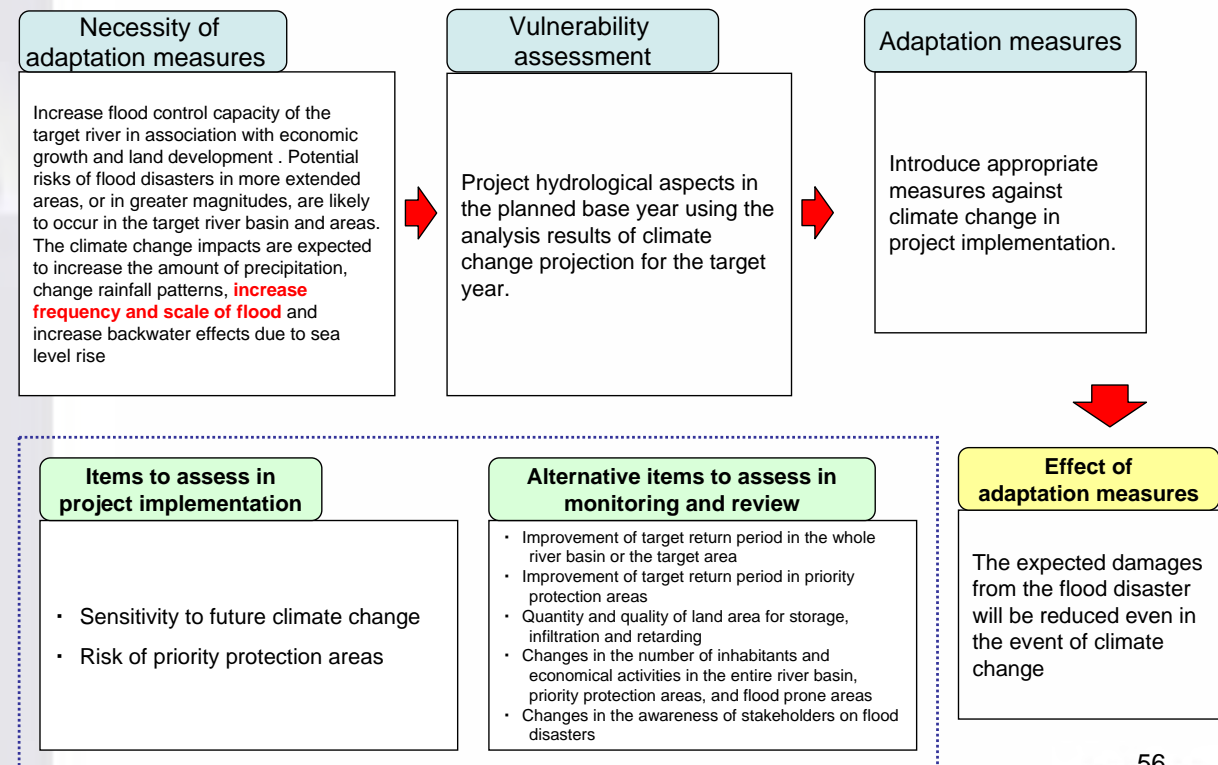 Necessity of
adaptation measures
Increase flood control capacity of the
target river in association with economic
growth and land development . Potential
risks of flood disasters in more extended
areas, or in greater magnitudes, are likely
to occur in the target river basin and areas.
The climate change impacts are expected
to increase the amount of precipitation,
change rainfall patterns, increase
frequency and scale of flood and
increase backwater effects due to sea
level rise
Vulnerability
assessment
Project hydrological aspects in
the planned base year using the
analysis results of climate
change projection for the target
year.
Adaptation measures
Introduce appropriate
measures against
climate change in
project implementation.
Items to assess in
project implementation
・ Sensitivity to future climate change
・ Risk of priority protection areas
Alternative items to assess in
monitoring and review
・ Improvement of target return period in the whole
river basin or the target area
・ Improvement of target return period in priority
protection areas
・ Quantity and quality of land area for storage,
infiltration and retarding
・ Changes in the number of inhabitants and
economical activities in the entire river basin,
priority protection areas, and flood prone areas
・ Changes in the awareness of stakeholders on flood
disasters
Effect of
adaptation measures
The expected damages
from the flood disaster
will be reduced even in
the event of climate
change
56